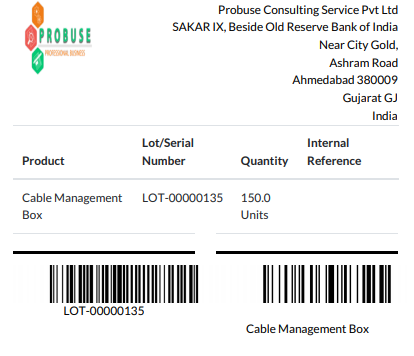 PROBUSE
PROFESSIONAL BUSINESS
Probuse Consulting Service Pvt Ltd
SAKAR IX, Beside Old Reserve Bank of India
Near City Gold,
Ashram Road
Ahmedabad 380009
Gujarat GJ
India
Product
Lot/Serial
Number
Quantity
Internal
Reference
Cable Management
Box
LOT-00000135
150.0
Units
LOT-00000135
Cable Management Box